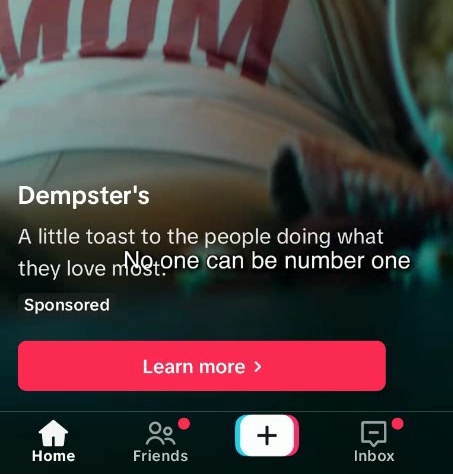 MOM
Dempster's
A little toast to the people doing what
they love most.
No one can be number one
Sponsored
Learn more >
Home
Friends
Inbox